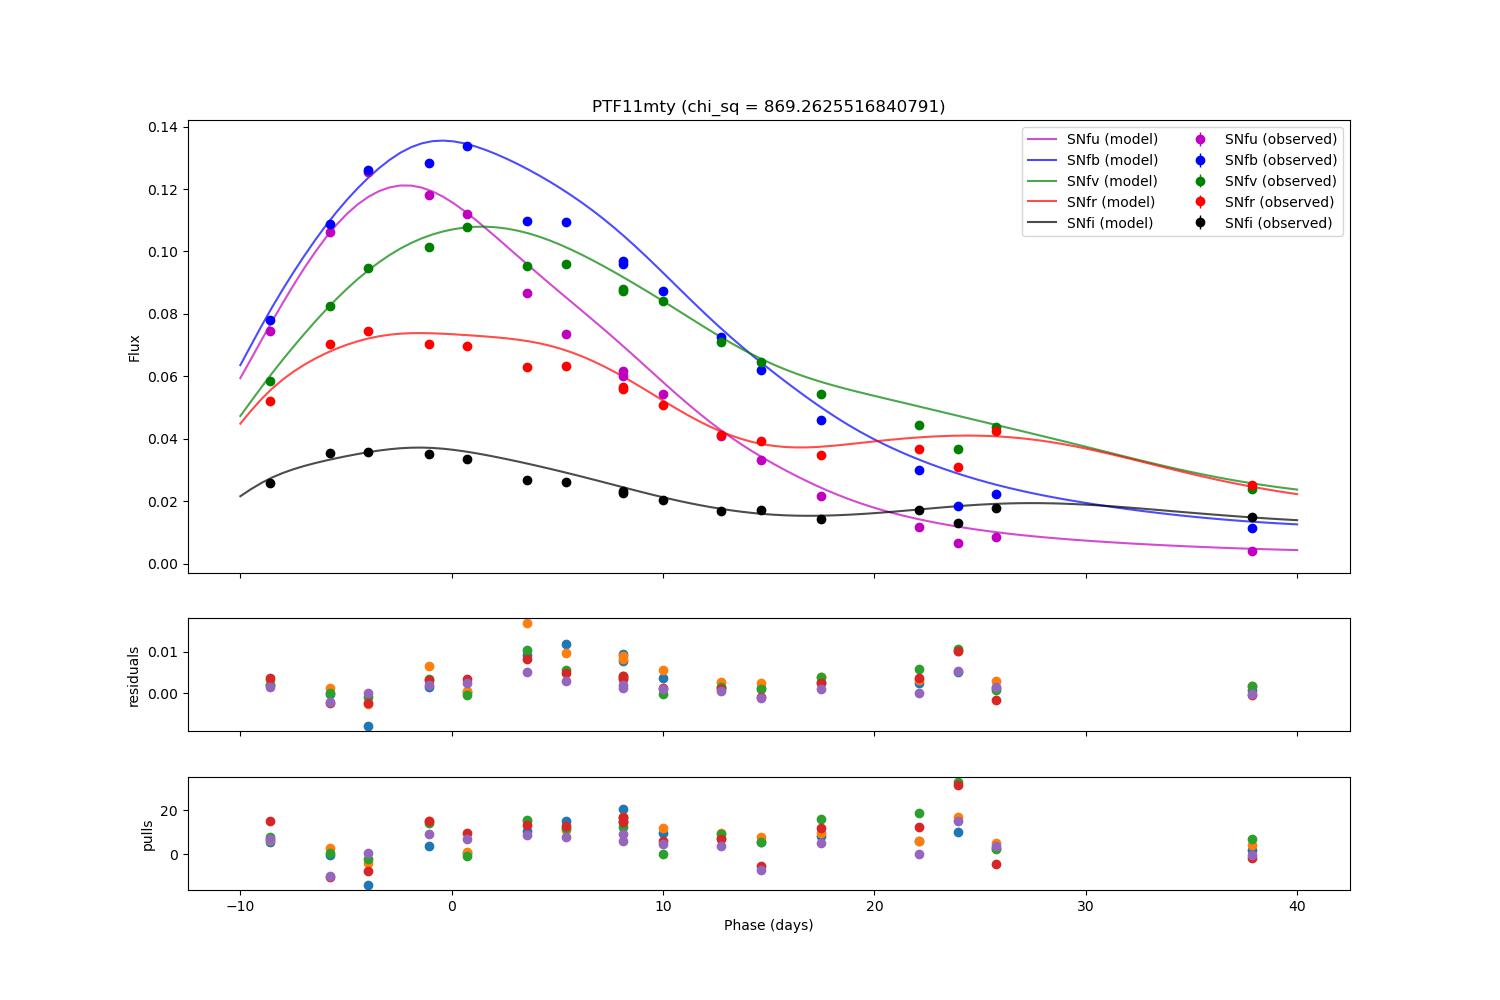 PTF11mty (chi_sq = 869.2625516840791)
0.14
0.12
0.10
0.08
0.06
0.04
0.02
0.00
Flux
SNfu (model)
SNfb (model)
SNfv (model)
SNfr (model)
SNfi (model)
SNfu (observed)
SNfb (observed)
SNfv (observed)
SNfr (observed)
SNfi (observed)
0.01
0.00
residuals
20
0
pulls
−10
0
10
20
30
40
Phase (days)